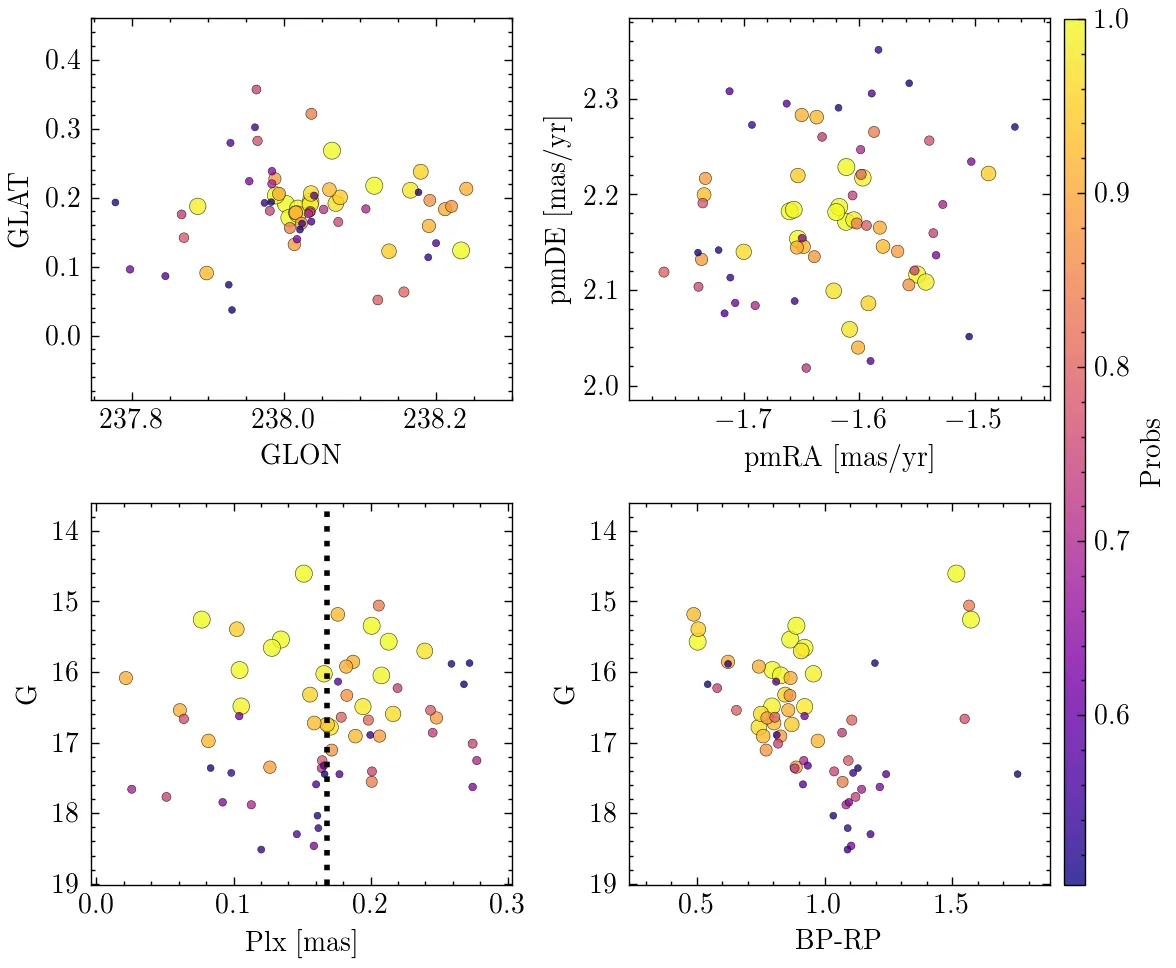 0.4
0.3
0.2
0.1
0.0
GLAT
237.8 238.0 238.2
GLON
2.3
2.2
2.1
2.0
pmDE [mas/yr]
−1.7 −1.6 −1.5
pmRA [mas/yr]
1.0
0.9
0.8
0.7
0.6
Probs
14
15
16
17
18
19
G
0.0 0.1 0.2 0.3
Plx [mas]
14
15
16
17
18
19
G
0.5 1.0 1.5
BP-RP